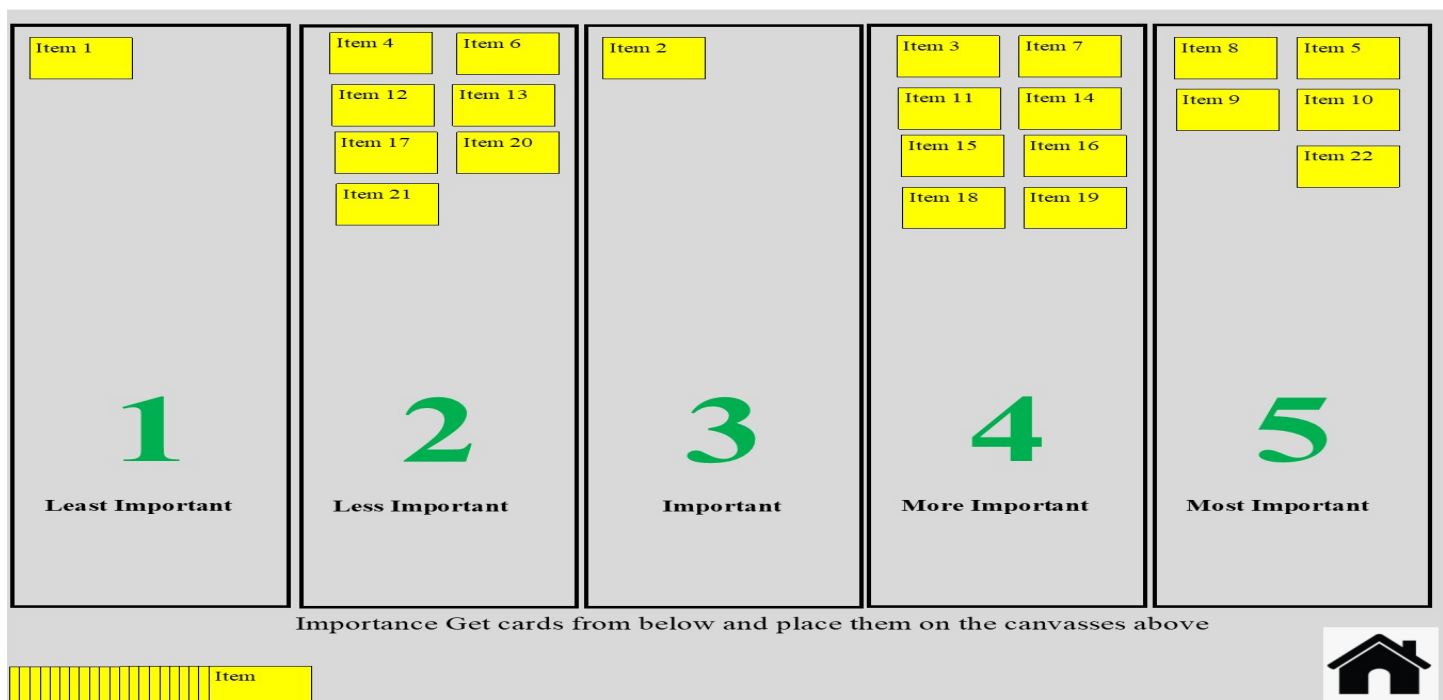 Item 1
Item 4 Item 6
Item 12 Item 13
Item 17 Item 20
Item 21
Item 2
Item 3 Item 7
Item 11 Item 14
Item 15 Item 16
Item 18 Item 19
Item 8 Item 5
Item 9 Item 10
Item 22
1 2 3 4 5
Least Important Less Important Important More Important Most Important
Importance Get cards from below and place them on the canvasses above
Item